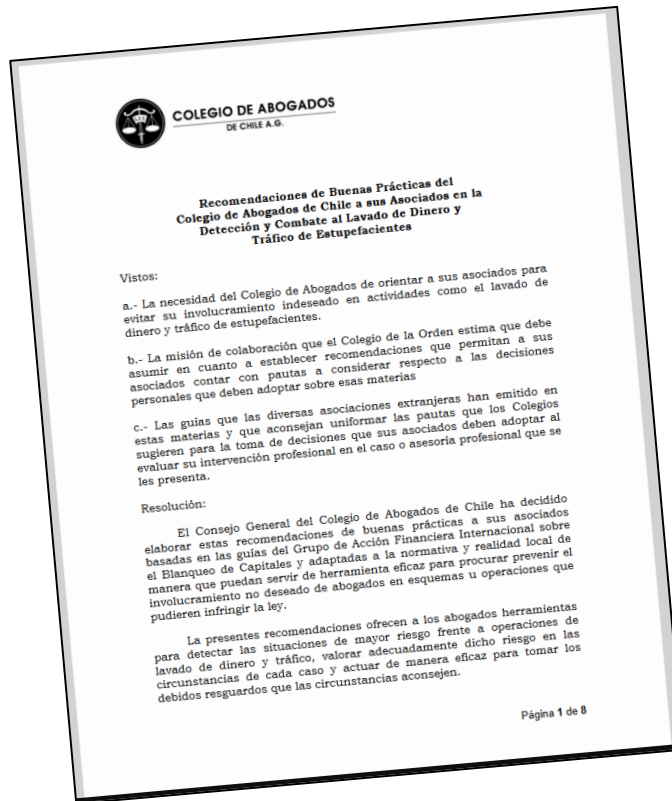 COLEGIO DE ABOGADOS
DE CHILE A.G.
Recomendaciones de Buenas Prácticas del
Colegio de Abogados de Chile a sus Asociados en la
Detección y Combate al Lavado de Dinero y
Tráfico de Estupefacientes
Vistos:
a.- La necesidad del Colegio de Abogados de orientar a sus asociados para
evitar su involucramiento indeseado en actividades como el lavado de
dinero y tráfico de estupefacientes.
b.- La misión de colaboración que el Colegio de la Orden estima que debe
asumir en cuanto a establecer recomendaciones que permitan a sus
asociados contar con pautas a considerar respecto a las decisiones
personales que deben adoptar sobre esas materias
c.- Las guías que las diversas asociaciones extranjeras han emitido en
estas materias y que aconsejan uniformar las pautas que los Colegios
sugieren para la toma de decisiones que sus asociados deben adoptar al
evaluar su intervención profesional en el caso o asesoría profesional que se
les presenta.
Resolución:
El Consejo General del Colegio de Abogados de Chile ha decidido
elaborar estas recomendaciones de buenas prácticas a sus asociados
basadas en las guías del Grupo de Acción Financiera Internacional sobre
el Blanqueo de Capitales y adaptadas a la normativa y realidad local de
manera que puedan servir de herramienta eficaz para procurar prevenir el
involucramiento no deseado de abogados en esquemas u operaciones que
pudieren infringir la ley.
La presentes recomendaciones ofrecen a los abogados herramientas
para detectar las situaciones de mayor riesgo frente a operaciones de
lavado de dinero y tráfico, valorar adecuadamente dicho riesgo en las
circunstancias de cada caso y actuar de manera eficaz para tomar los
debidos resguardos que las circunstancias aconsejen.
Página 1 de 8